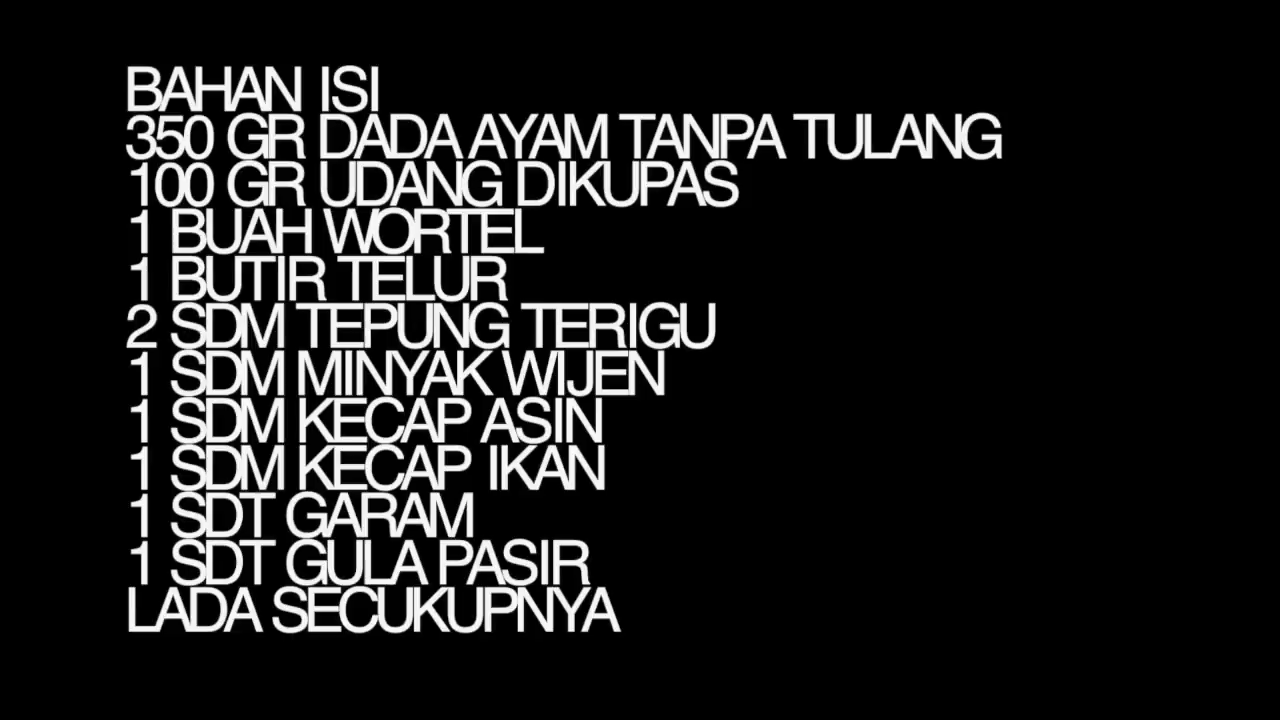 BAHAN ISI
350 GR DADA AYAM TANPA TULANG
100 GR UDANG DIKUPAS
1 BUAH WORTEL
1 BUTIR TELUR
2 SDM TEPUNG TERIGU
1 SDM MINYAK WIJEN
1 SDM KECAP ASIN
1 SDM KECAP IKAN
1 SDT GARAM
1 SDT GULA PASIR
LADA SECUKUPNYA